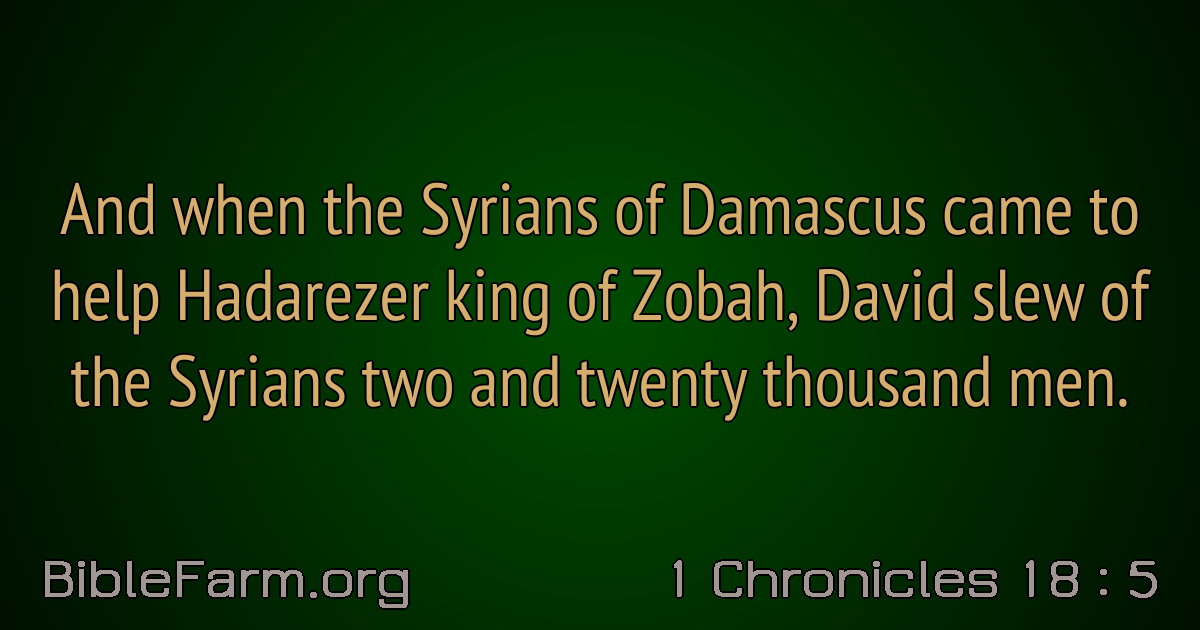 And when the Syrians of Damascus came to
help Hadarezer king of Zobah, David slew of
the Syrians two and twenty thousand men.
BibleFarm.org
1 Chronicles 18 : 5